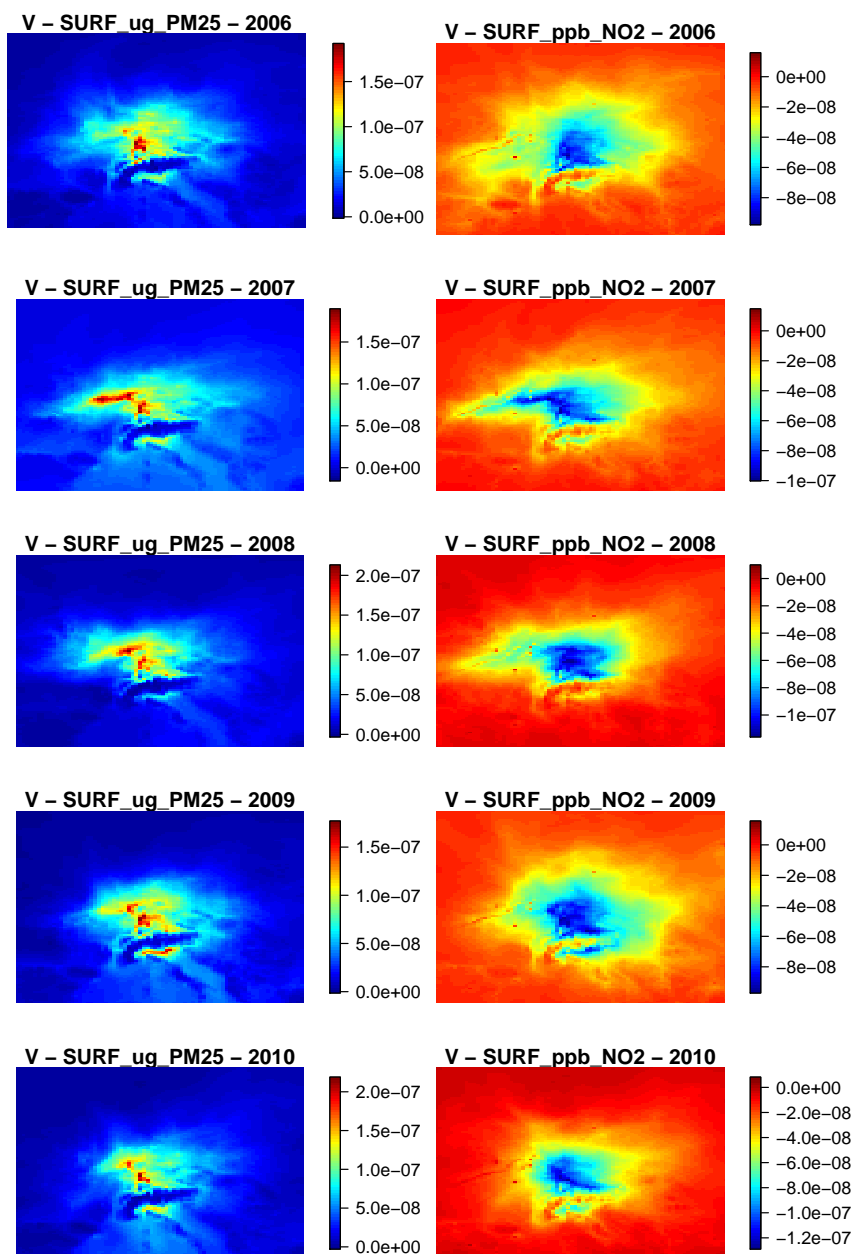 V − SURF_ug_PM25 − 2006
1.5e−07
1.0e−07
5.0e−08
0.0e+00
V − SURF_ppb_NO2 − 2006
0e+00
−2e−08
−4e−08
−6e−08
−8e−08
V − SURF_ug_PM25 − 2007
1.5e−07
1.0e−07
5.0e−08
0.0e+00
V − SURF_ppb_NO2 − 2007
0e+00
−2e−08
−4e−08
−6e−08
−8e−08
−1e−07
V − SURF_ug_PM25 − 2008
2.0e−07
1.5e−07
1.0e−07
5.0e−08
0.0e+00
V − SURF_ppb_NO2 − 2008
0e+00
−2e−08
−4e−08
−6e−08
−8e−08
−1e−07
V − SURF_ug_PM25 − 2009
1.5e−07
1.0e−07
5.0e−08
0.0e+00
V − SURF_ppb_NO2 − 2009
0e+00
−2e−08
−4e−08
−6e−08
−8e−08
V − SURF_ug_PM25 − 2010
2.0e−07
1.5e−07
1.0e−07
5.0e−08
0.0e+00
V − SURF_ppb_NO2 − 2010
0.0e+00
−2.0e−08
−4.0e−08
−6.0e−08
−8.0e−08
−1.0e−07
−1.2e−07